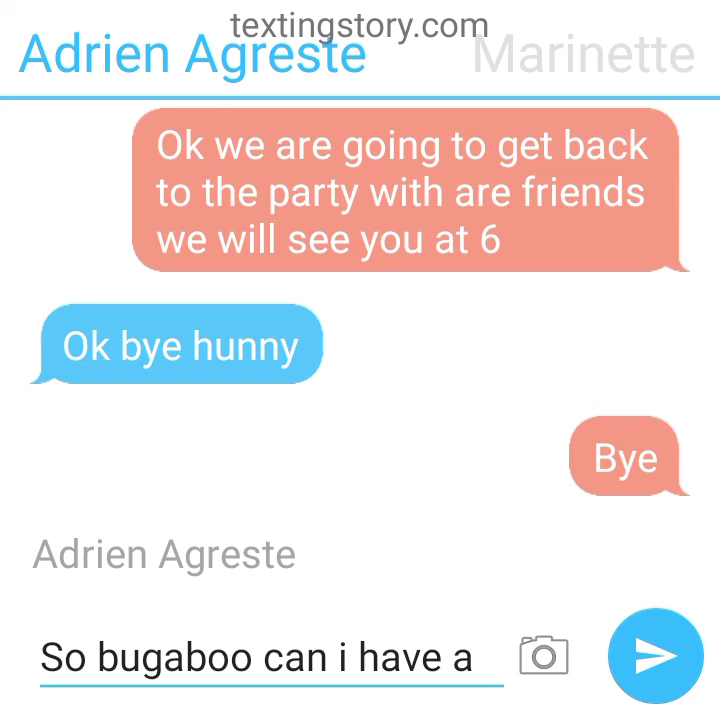 textingstory.com
Adrien Agreste Marinette
Ok we are going to get back
to the party with are friends
we will see you at 6
Ok bye hunny
Bye
Adrien Agreste
So bugaboo can i have a